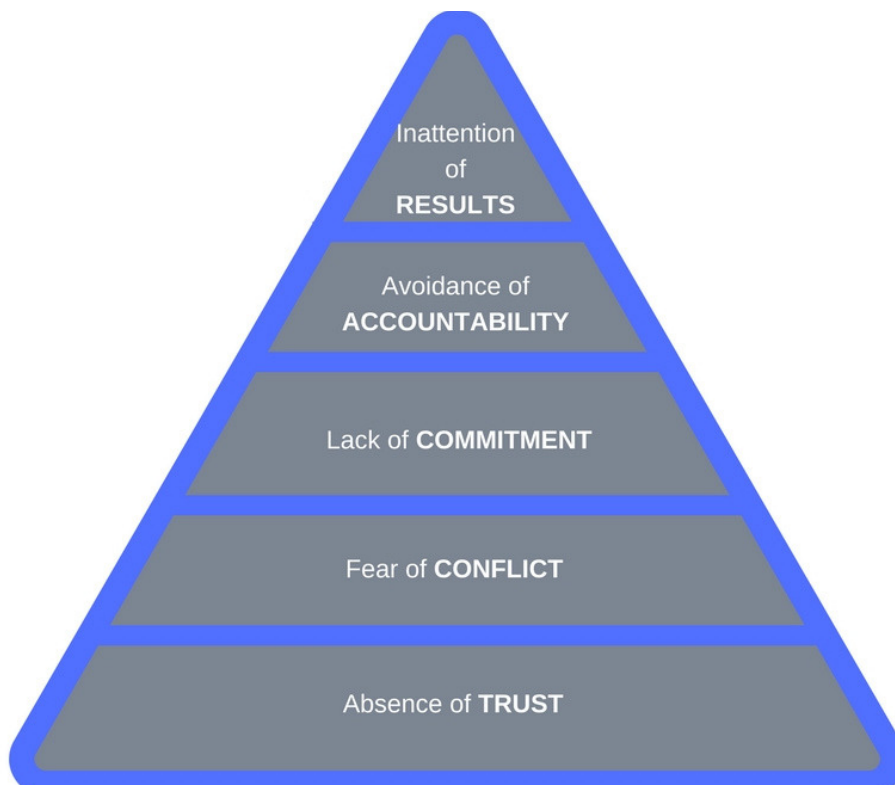 Inattention
of
RESULTS
Avoidance of
ACCOUNTABILITY
Lack of COMMITMENT
Fear of CONFLICT
Absence of TRUST